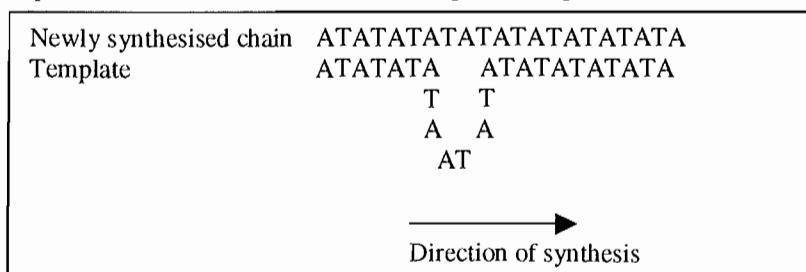 Newly synthesised chain ATATATATATATATATATATA
Template ATATATA ATATATATATA
T T
A A
AT
Direction of synthesis